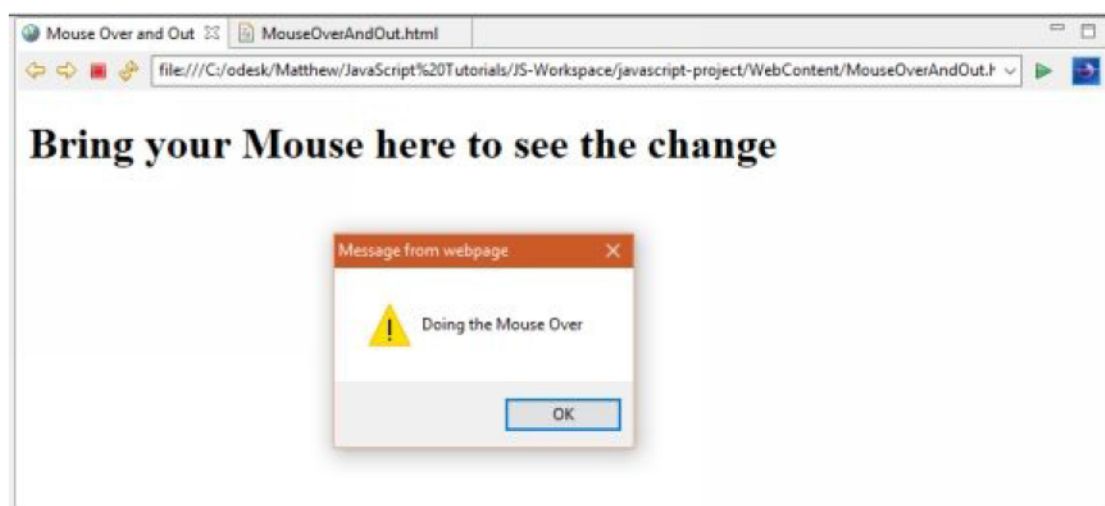 Mouse Over and Out MouseOverAndOut.html
file:///C:/odesk/Matthew/JavaScript%20Tutorials/JS-Workspace/javascript-project/WebContent/MouseOverAndOut.h
Bring your Mouse here to see the change
Message from webpage
Doing the Mouse Over
OK